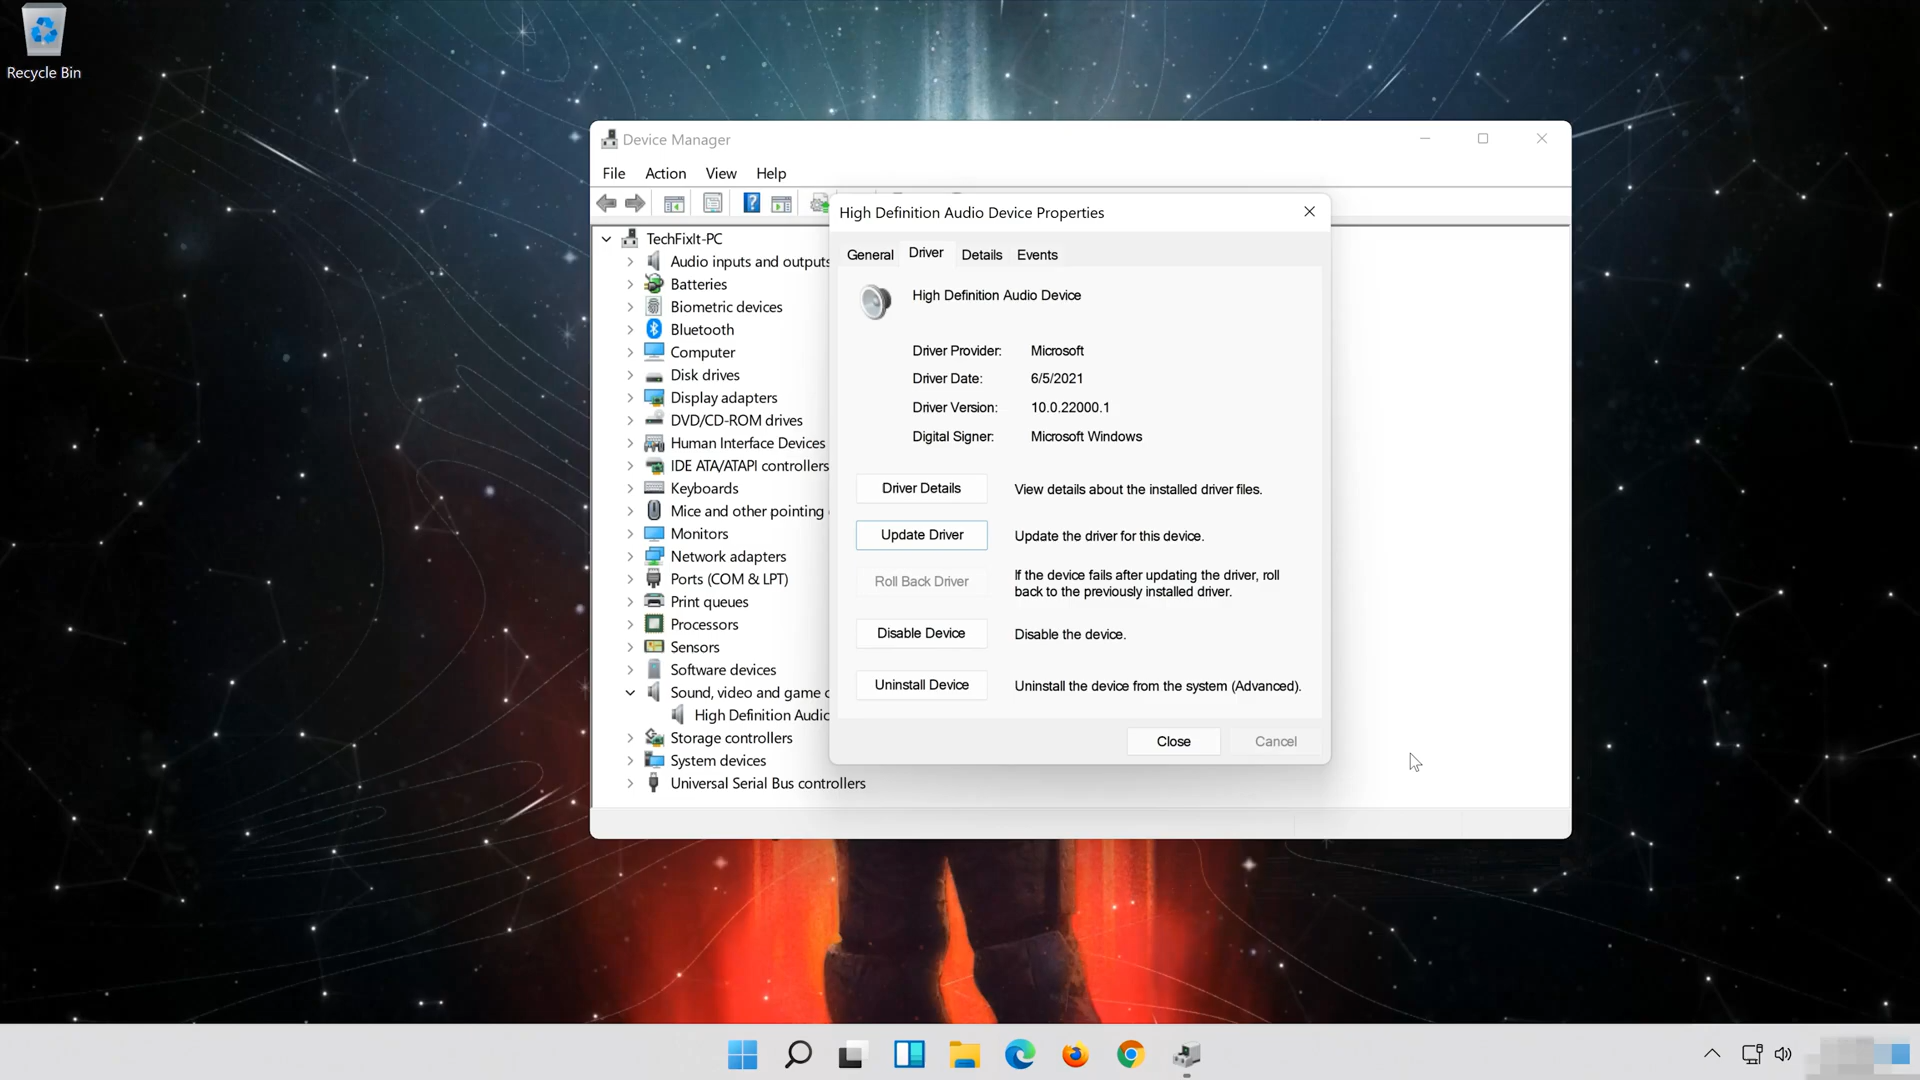 Recycle Bin
Device Manager
File Action View Help
High Definition Audio Device Properties
TechFixIt-PC
Audio inputs and outputs
Batteries
Biometric devices
Bluetooth
Computer
Disk drives
Display adapters
DVD/CD-ROM drives
Human Interface Devices
IDE ATA/ATAPI controllers
Keyboards
Mice and other pointing
Monitors
Network adapters
Ports (COM & LPT)
Print queues
Processors
Sensors
Software devices
Sound, video and game
High Definition Audio
Storage controllers
System devices
Universal Serial Bus controllers
General Driver Details Events
High Definition Audio Device
Driver Provider: Microsoft
Driver Date: 6/5/2021
Driver Version: 10.0.22000.1
Digital Signer: Microsoft Windows
Driver Details View details about the installed driver files.
Update Driver Update the driver for this device.
Roll Back Driver If the device fails after updating the driver, roll
back to the previously installed driver.
Disable Device Disable the device.
Uninstall Device Uninstall the device from the system (Advanced).
Close Cancel